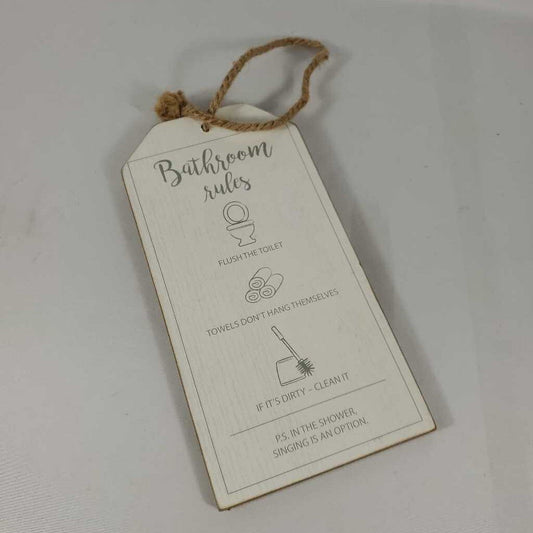 Bathroom
rules
FLUSH THE TOILET
TOWELS DON'T HANG THEMSELVES
IF IT'S DIRTY – CLEAN IT
P.S. IN THE SHOWER,
SINGING IS AN OPTION.